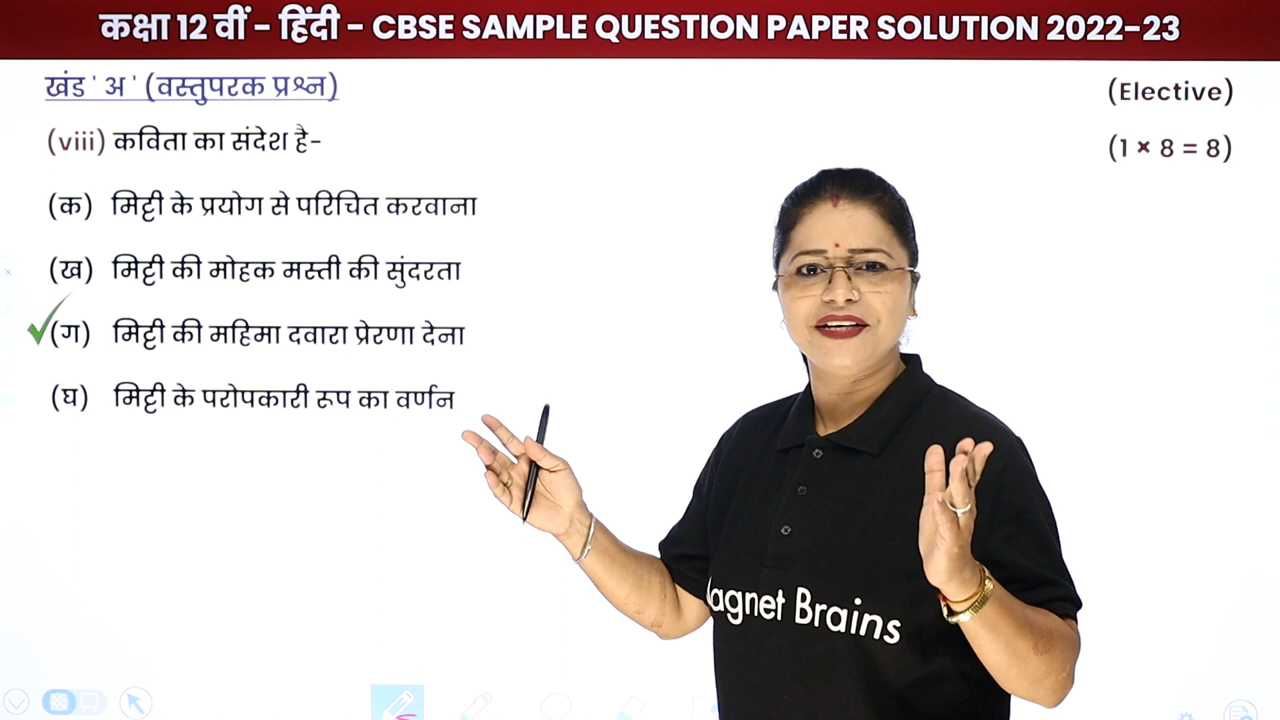 कक्षा 12 वीं - हिंदी - CBSE SAMPLE QUESTION PAPER SOLUTION 2022-23
खंड ' अ ' (वस्तुपरक प्रश्न)
(Elective)
(viii) कविता का संदेश है-
(1 × 8 = 8)
(क) मिट्टी के प्रयोग से परिचित करवाना
(ख) मिट्टी की मोहक मस्ती की सुंदरता
(ग) मिट्टी की महिमा दवारा प्रेरणा देना
(घ) मिट्टी के परोपकारी रूप का वर्णन
agnet Brains